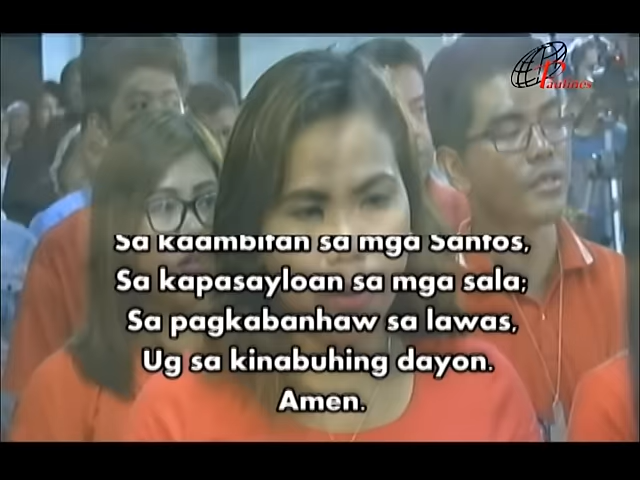 Paulines
Sa kaambitan sa mga Santos,
Sa kapasayloan sa mga sala;
Sa pagkabanhaw sa lawas,
Ug sa kinabuhing dayon.
Amen.